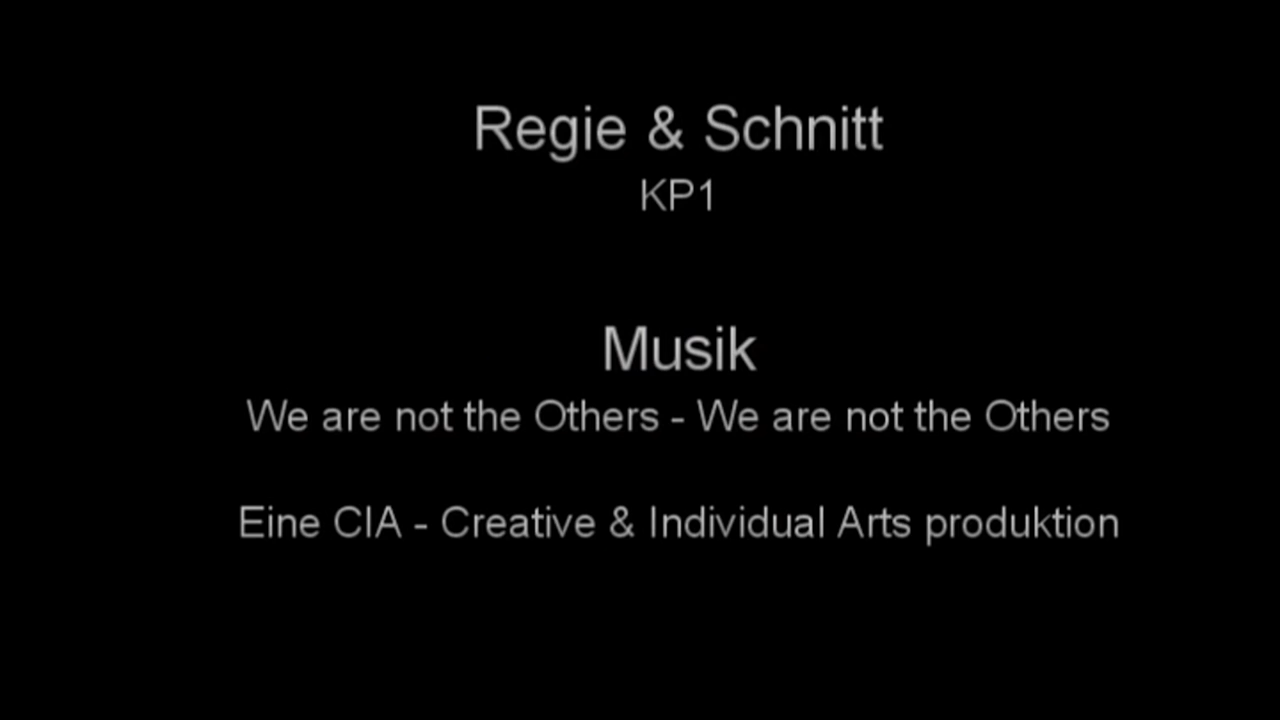 Regie & Schnitt
KP1
Musik
We are not the Others - We are not the Others
Eine CIA - Creative & Individual Arts produktion